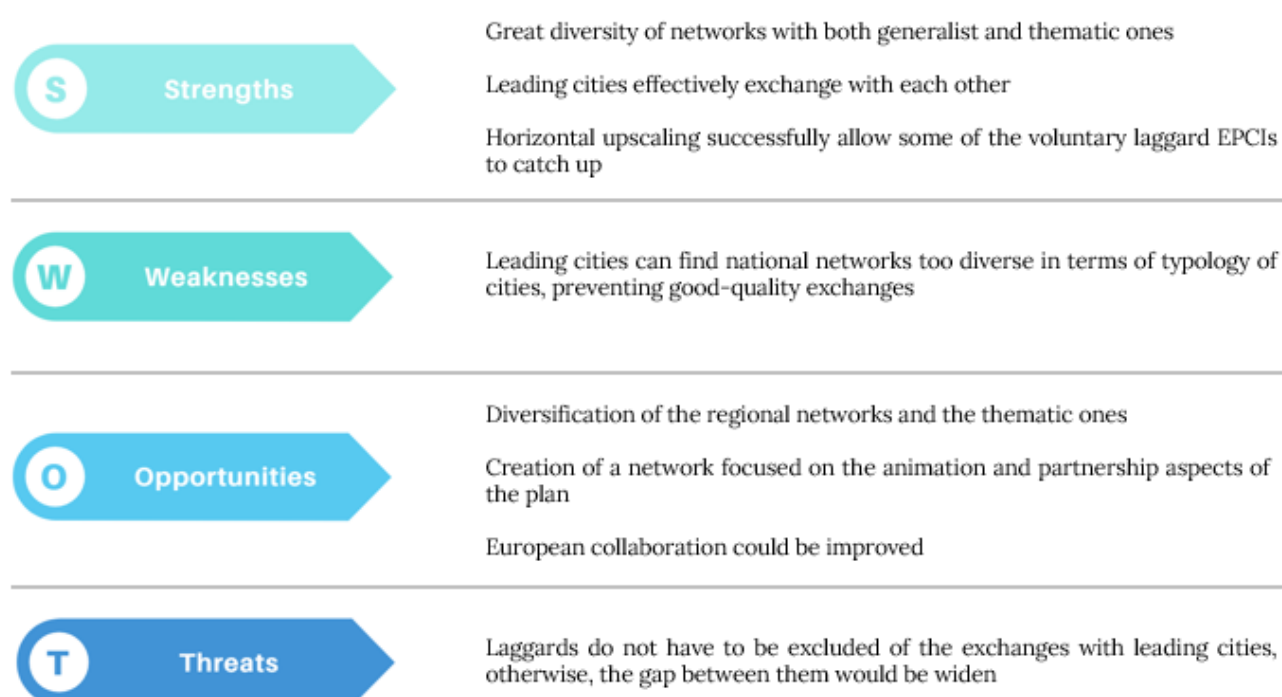 S
Strengths
Great diversity of networks with both generalist and thematic ones
Leading cities effectively exchange with each other
Horizontal upscaling successfully allow some of the voluntary laggard EPCIs
to catch up
W
Weaknesses
Leading cities can find national networks too diverse in terms of typology of
cities, preventing good-quality exchanges
O
Opportunities
Diversification of the regional networks and the thematic ones
Creation of a network focused on the animation and partnership aspects of
the plan
European collaboration could be improved
T
Threats
Laggards do not have to be excluded of the exchanges with leading cities,
otherwise, the gap between them would be widen